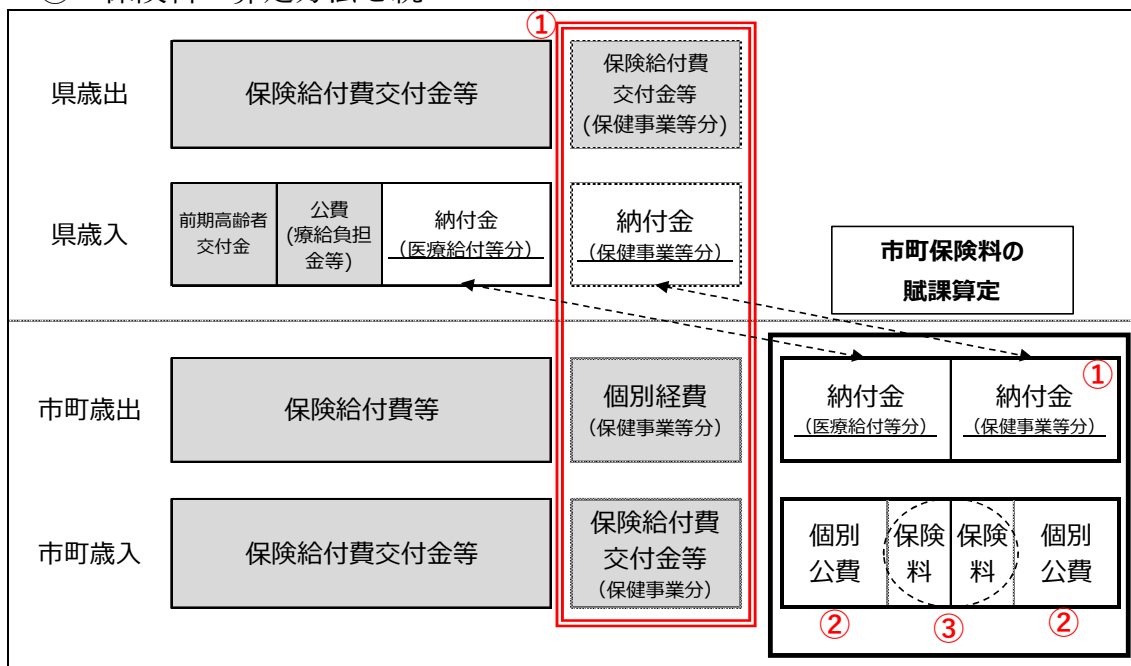 ①
県歳出
保険給付費交付金等
保険給付費
交付金等
(保健事業等分)
県歳入
前期高齢者
交付金
公費
(療給負担
金等)
納付金
（医療給付等分）
納付金
（保健事業等分）
市町保険料の
賦課算定
市町歳出
保険給付費等
個別経費
（保健事業等分）
納付金
（医療給付等分）
①
納付金
（保健事業等分）
市町歳入
保険給付費交付金等
保険給付費
交付金等
（保健事業分）
個別
公費
保険
料
保険
料
個別
公費
②
③
②